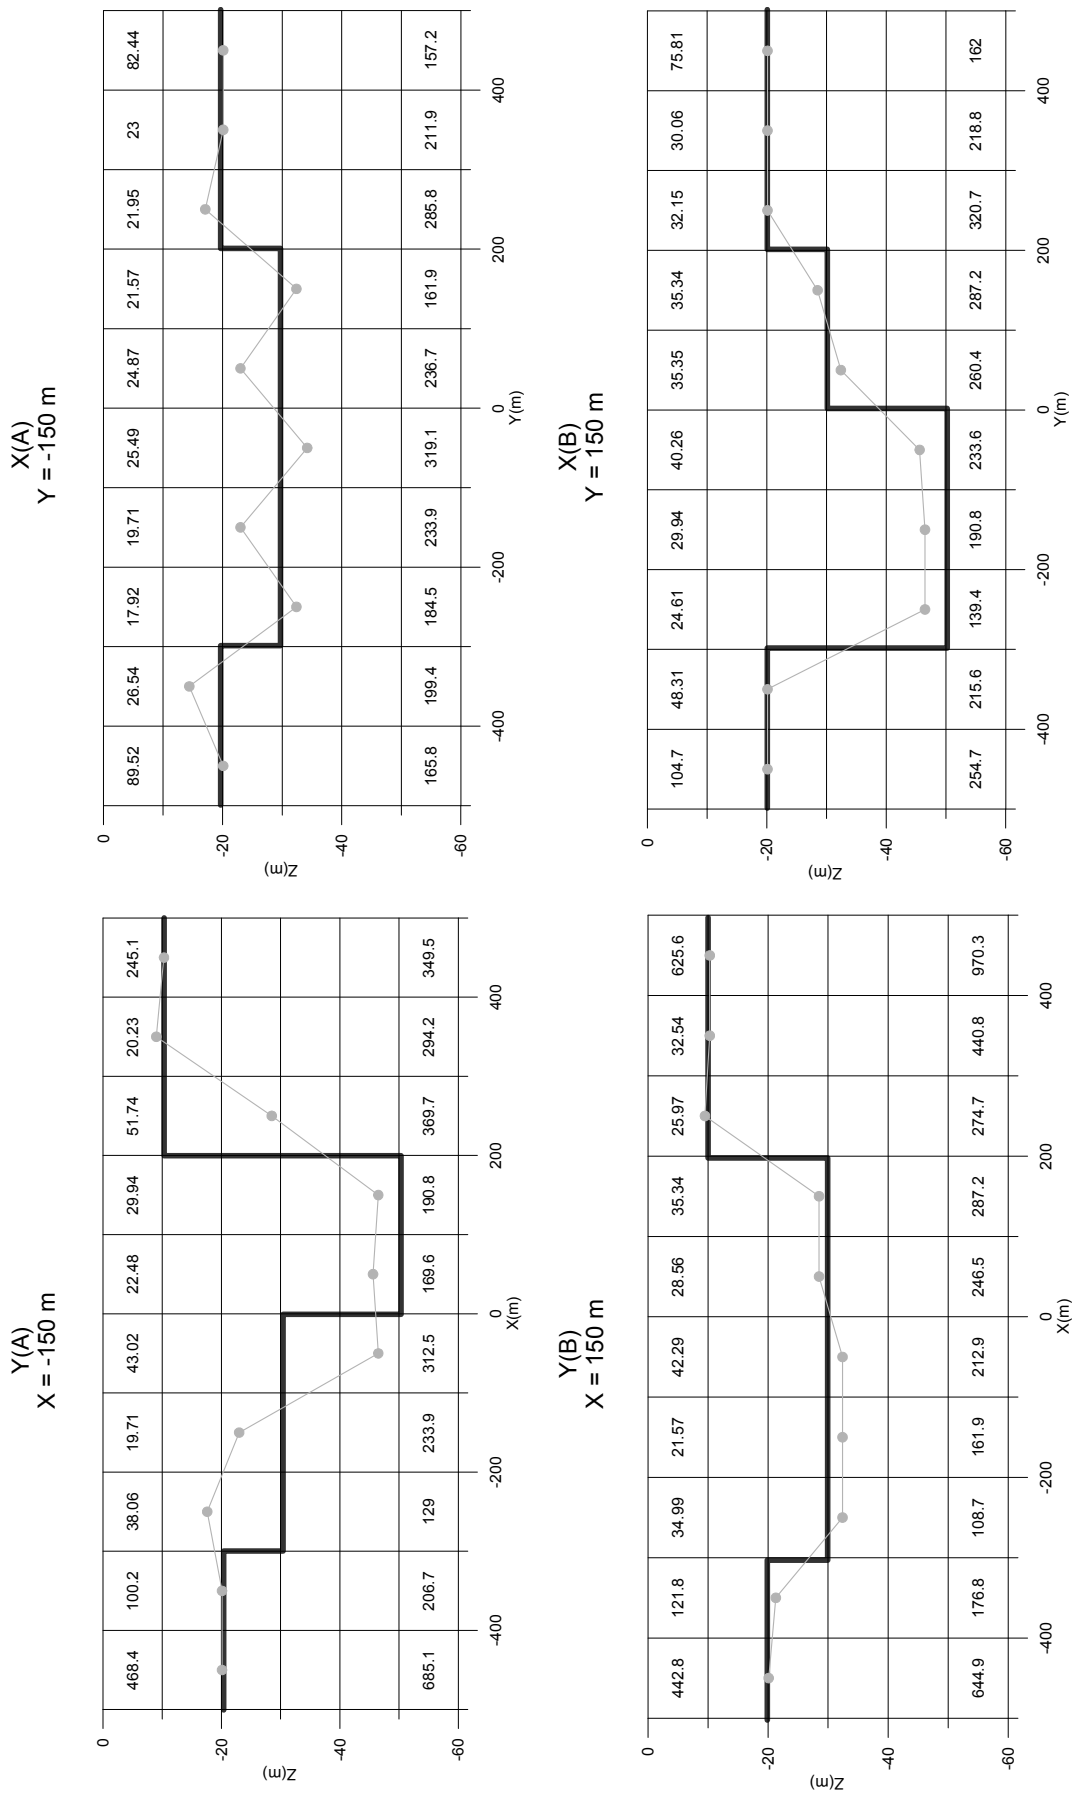 Y(A)
X = -150 m
468.4 100.2 38.06 19.71 43.02 22.48 29.94 51.74 20.23 245.1
685.1 206.7 129 233.9 312.5 169.6 190.8 369.7 294.2 349.5
0
-20
-40
-60
Z(m)
-400 -200 0 200 400
X(m)
X(A)
Y = -150 m
89.52 26.54 17.92 19.71 25.49 24.87 21.57 21.95 23 82.44
165.8 199.4 184.5 233.9 319.1 236.7 161.9 285.8 211.9 157.2
0
-20
-40
-60
Z(m)
-400 -200 0 200 400
Y(m)
Y(B)
X = 150 m
442.8 121.8 34.99 21.57 42.29 28.56 35.34 25.97 32.54 625.6
644.9 176.8 108.7 161.9 212.9 246.5 287.2 274.7 440.8 970.3
0
-20
-40
-60
Z(m)
-400 -200 0 200 400
X(m)
X(B)
Y = 150 m
104.7 48.31 24.61 29.94 40.26 35.35 35.34 32.15 30.06 75.81
254.7 215.6 139.4 190.8 233.6 260.4 287.2 320.7 218.8 162
0
-20
-40
-60
Z(m)
-400 -200 0 200 400
Y(m)